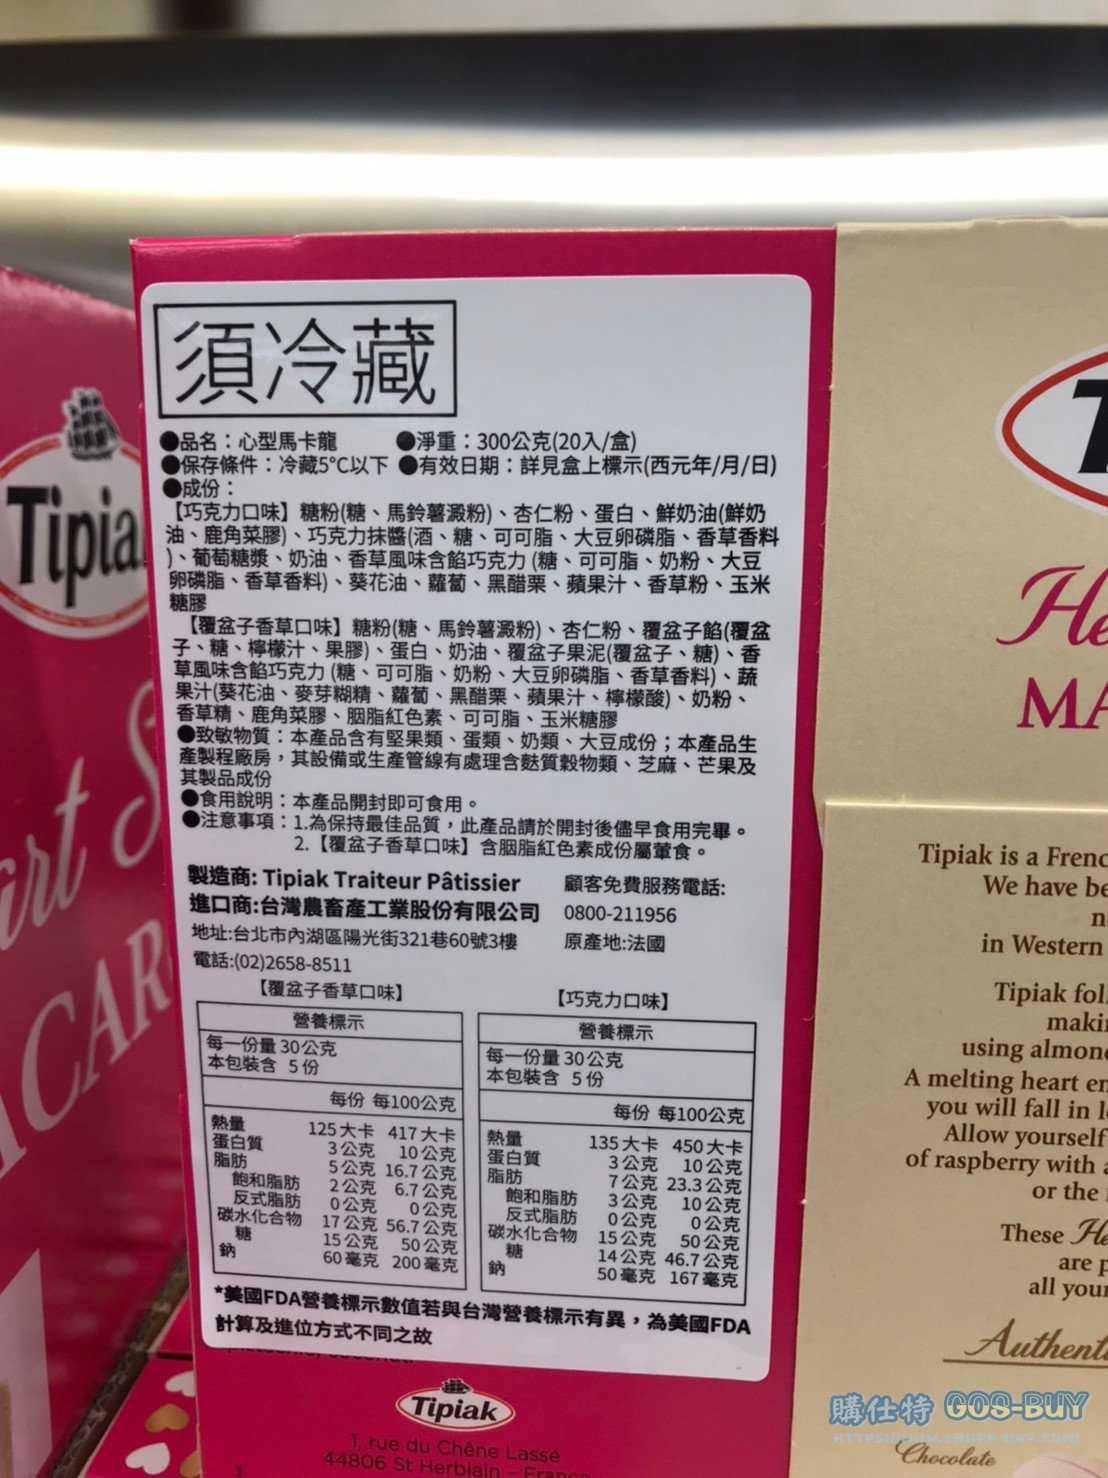 須冷藏
●品名：心型馬卡龍 ●淨重：300公克(20入/盒)
●保存條件：冷藏5°C以下 ●有效日期：詳見盒上標示(西元年/月/日)
●成份：
【巧克力口味】糖粉(糖、馬鈴薯澱粉)、杏仁粉、蛋白、鮮奶油(鮮奶
油、鹿角菜膠)、巧克力抹醬(酒、糖、可可脂、大豆卵磷脂、香草香料
)、葡萄糖漿、奶油、香草風味含餡巧克力 (糖、可可脂、奶粉、大豆
卵磷脂、香草香料)、葵花油、蘿蔔、黑醋栗、蘋果汁、香草粉、玉米
糖膠
【覆盆子香草口味】糖粉(糖、馬鈴薯澱粉)、杏仁粉、覆盆子餡(覆盆
子、糖、檸檬汁、果膠)、蛋白、奶油、覆盆子果泥(覆盆子、糖)、香
草風味含餡巧克力 (糖、可可脂、奶粉、大豆卵磷脂、香草香料)、蔬
果汁(葵花油、麥芽糊精、蘿蔔、黑醋栗、蘋果汁、檸檬酸)、奶粉、
香草精、鹿角菜膠、胭脂紅色素、可可脂、玉米糖膠
●致敏物質：本產品含有堅果類、蛋類、奶類、大豆成份；本產品生
產製程廠房，其設備或生產管線有處理含麩質穀物類、芝麻、芒果及
其製品成份
●食用說明：本產品開封即可食用。
●注意事項：1.為保持最佳品質，此產品請於開封後儘早食用完畢。
2.【覆盆子香草口味】含胭脂紅色素成份屬葷食。
製造商: Tipiak Traiteur Pâtissier 顧客免費服務電話:
進口商:台灣農畜產工業股份有限公司 0800-211956
地址:台北市內湖區陽光街321巷60號3樓 原產地:法國
電話:(02)2658-8511
【覆盆子香草口味】
營養標示
每一份量 30公克
本包裝含 5份
每份 每100公克
熱量 125大卡 417大卡
蛋白質 3公克 10公克
脂肪 5公克 16.7公克
飽和脂肪 2公克 6.7公克
反式脂肪 0公克 0公克
碳水化合物 17公克 56.7公克
糖 15公克 50公克
鈉 60毫克 200毫克
【巧克力口味】
營養標示
每一份量 30公克
本包裝含 5份
每份 每100公克
熱量 135大卡 450大卡
蛋白質 3公克 10公克
脂肪 7公克 23.3公克
飽和脂肪 3公克 10公克
反式脂肪 0公克 0公克
碳水化合物 15公克 50公克
糖 14公克 46.7公克
鈉 50毫克 167毫克
*美國FDA營養標示數值若與台灣營養標示有異，為美國FDA
計算及進位方式不同之故
Tipiak
1, rue du Chêne Lassé
44806 St Herblain - France
Tipiak is a
We have
in Western
Tipiak
using
A melting heart
you will fall in
Allow yourself
of raspberry with
or the
These
are
all
Chocolate
購仕特 GOS-BUY
HTTPS://WWW.SHOPP-DAY.COM/